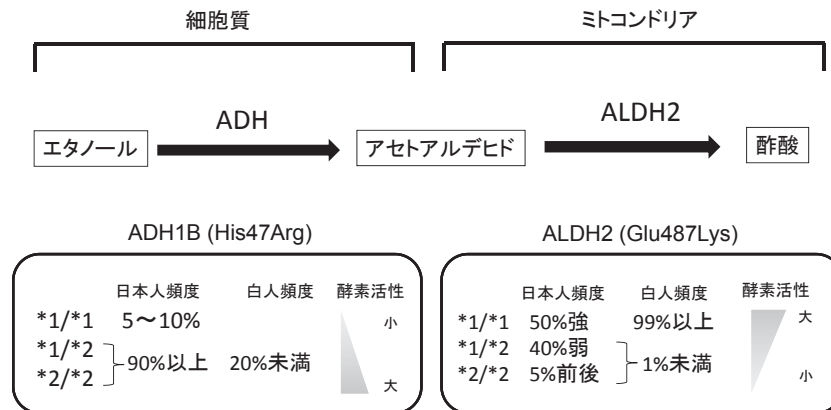 細胞質 ミトコンドリア
ADH ALDH2
エタノール アセトアルデヒド 酢酸
ADH1B (His47Arg)
日本人頻度 白人頻度 酵素活性
*1/*1 5〜10% 小
*1/*2
90%以上 20%未満
*2/*2 大
ALDH2 (Glu487Lys)
日本人頻度 白人頻度 酵素活性
*1/*1 50%強 99%以上 大
*1/*2 40%弱
1%未満
*2/*2 5%前後 小